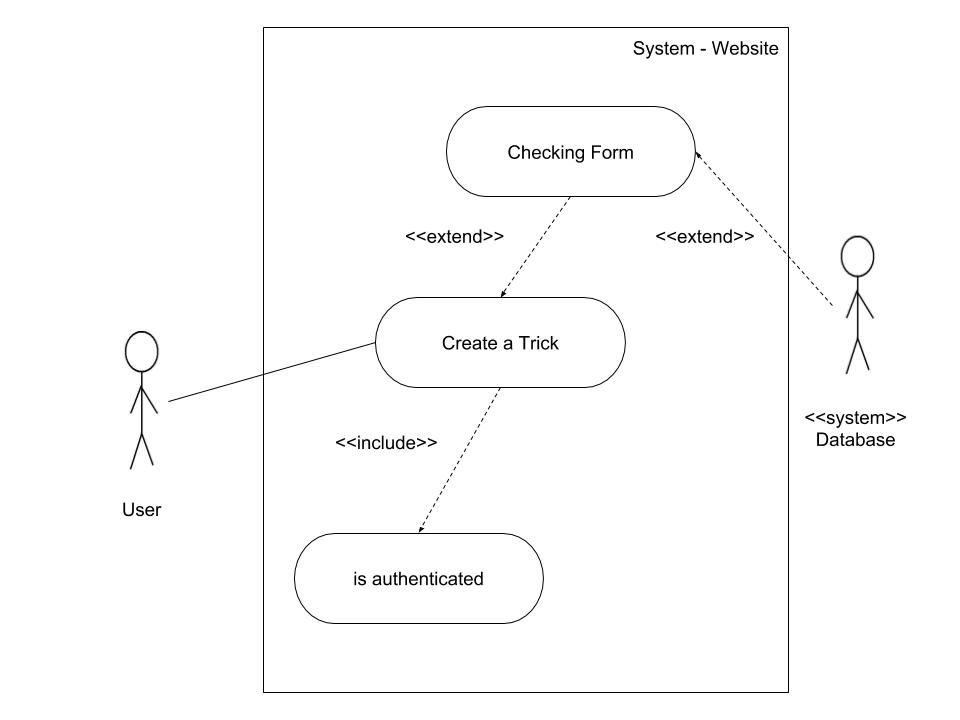 System - Website
Checking Form
<<extend>>
<<extend>>
Create a Trick
<<system>>
Database
<<include>>
User
is authenticated